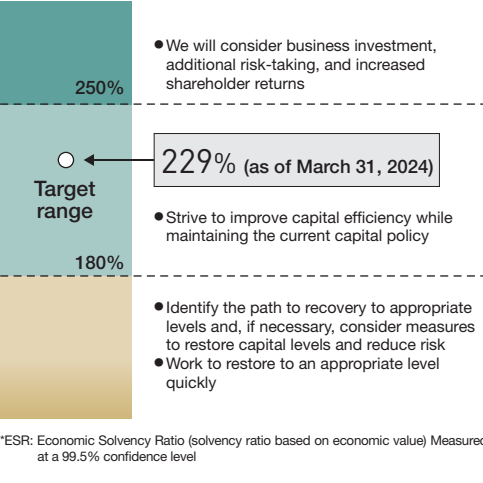 ● We will consider business investment,
additional risk-taking, and increased
shareholder returns
250%
229% (as of March 31, 2024)
Target
range
● Strive to improve capital efficiency while
maintaining the current capital policy
180%
● Identify the path to recovery to appropriate
levels and, if necessary, consider measures
to restore capital levels and reduce risk
● Work to restore to an appropriate level
quickly
*ESR: Economic Solvency Ratio (solvency ratio based on economic value) Measured
at a 99.5% confidence level